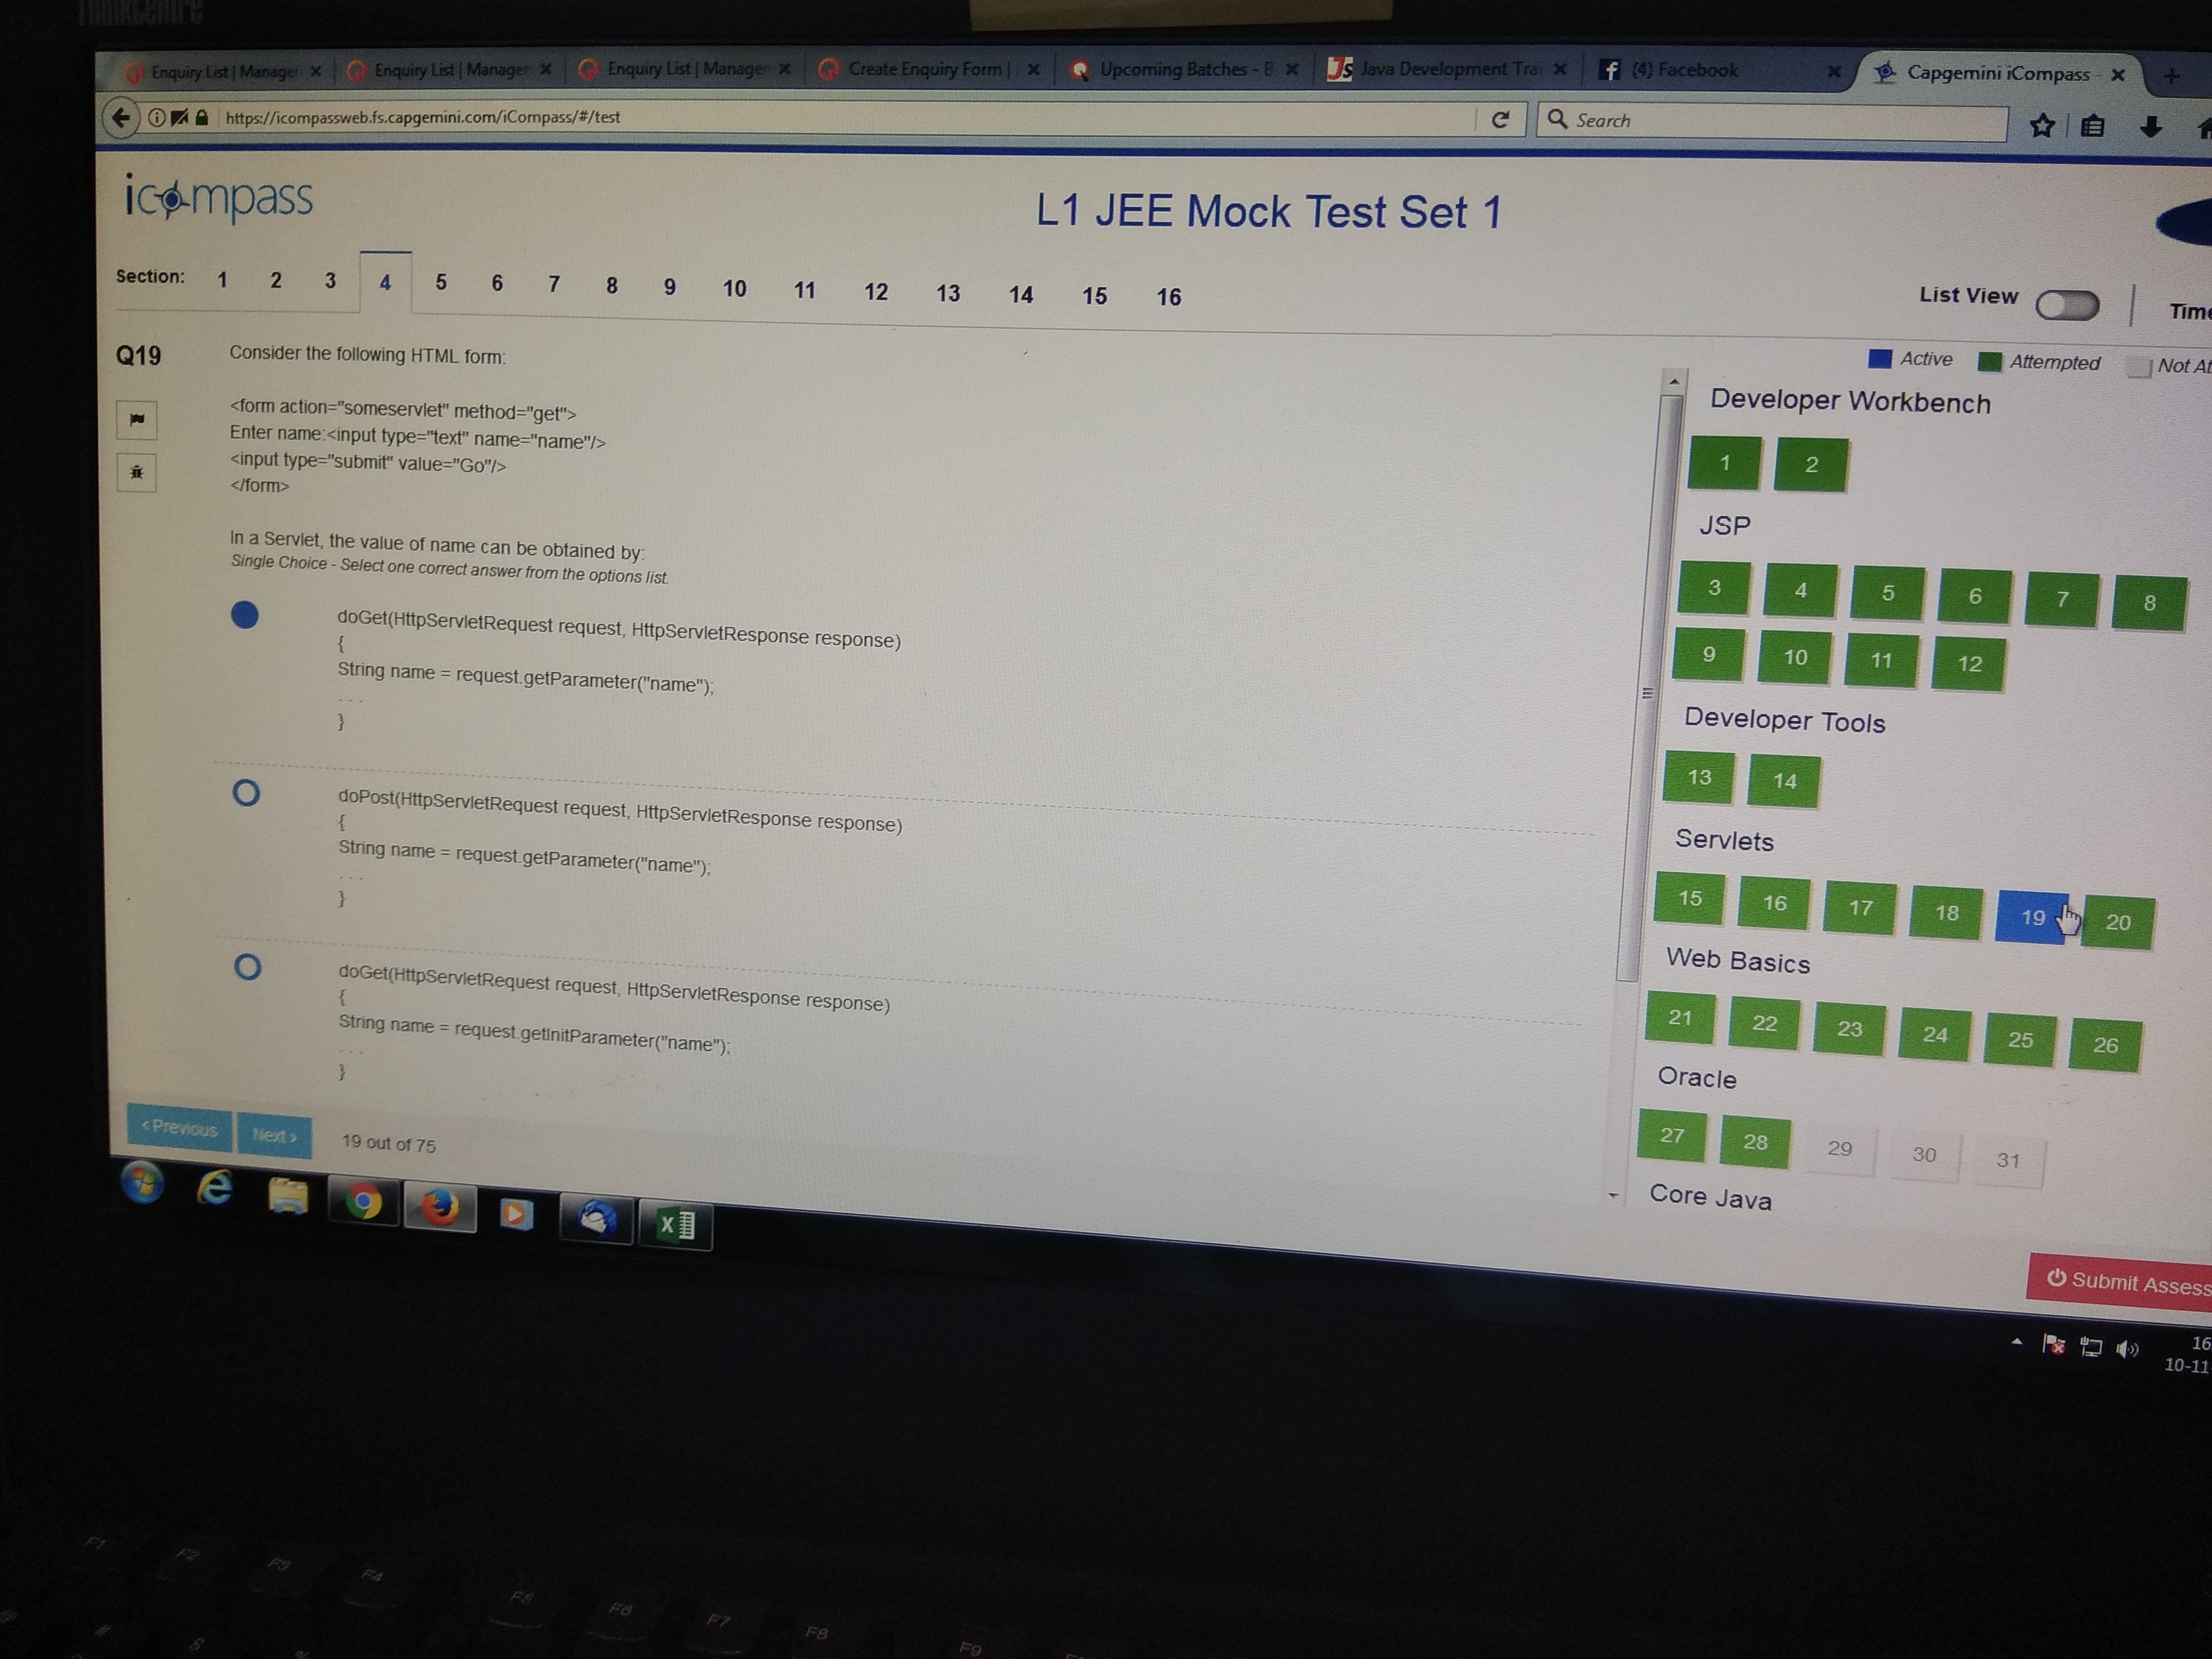 ThinkCentre
Enquiry List | Manager
Enquiry List | Manager
Enquiry List | Manager
Create Enquiry Form |
Upcoming Batches - B
Java Development Trai
(4) Facebook
Capgemini iCompass -
https://icompassweb.fs.capgemini.com/iCompass/#/test
Search
icompass
L1 JEE Mock Test Set 1
Section: 1 2 3 4 5 6 7 8 9 10 11 12 13 14 15 16
List View
Time
Active Attempted Not At
Q19
Consider the following HTML form:
<form action="someservlet" method="get">
Enter name:<input type="text" name="name"/>
<input type="submit" value="Go"/>
</form>
In a Servlet, the value of name can be obtained by:
Single Choice - Select one correct answer from the options list.
doGet(HttpServletRequest request, HttpServletResponse response)
{
String name = request.getParameter("name");
. . .
}
doPost(HttpServletRequest request, HttpServletResponse response)
{
String name = request.getParameter("name");
. . .
}
doGet(HttpServletRequest request, HttpServletResponse response)
{
String name = request.getInitParameter("name");
. . .
}
< Previous
Next >
19 out of 75
Developer Workbench
1 2
JSP
3 4 5 6 7 8
9 10 11 12
Developer Tools
13 14
Servlets
15 16 17 18 19 20
Web Basics
21 22 23 24 25 26
Oracle
27 28 29 30 31
Core Java
Submit Assess
16
10-11
F1 F2 F3 F4 F5 F6 F7 F8 F9